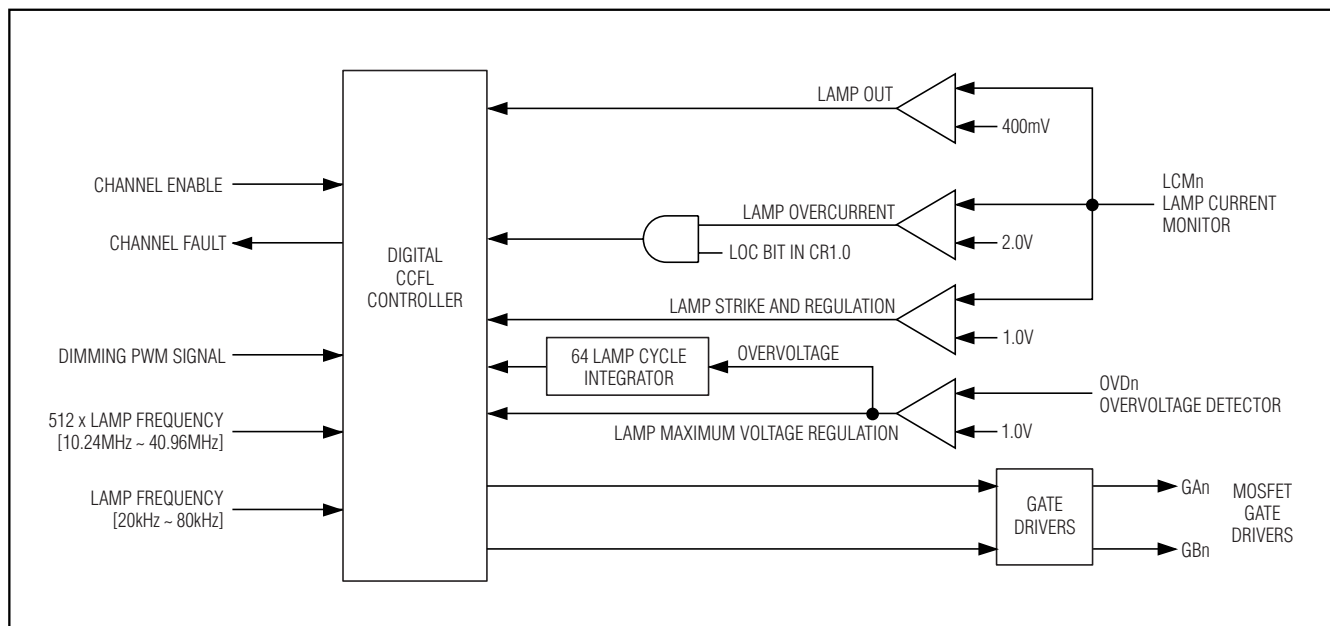 LAMP OUT
400mV
CHANNEL ENABLE
LCMn
LAMP CURRENT
MONITOR
LAMP OVERCURRENT
CHANNEL FAULT
2.0V
LOC BIT IN CR1.0
DIGITAL
CCFL
CONTROLLER
LAMP STRIKE AND REGULATION
1.0V
DIMMING PWM SIGNAL
64 LAMP CYCLE
INTEGRATOR
OVERVOLTAGE
OVDn
OVERVOLTAGE DETECTOR
512 x LAMP FREQUENCY
[10.24MHz ~ 40.96MHz]
LAMP MAXIMUM VOLTAGE REGULATION
1.0V
LAMP FREQUENCY
[20kHz ~ 80kHz]
GATE
DRIVERS
GAn
GBn
MOSFET
GATE
DRIVERS